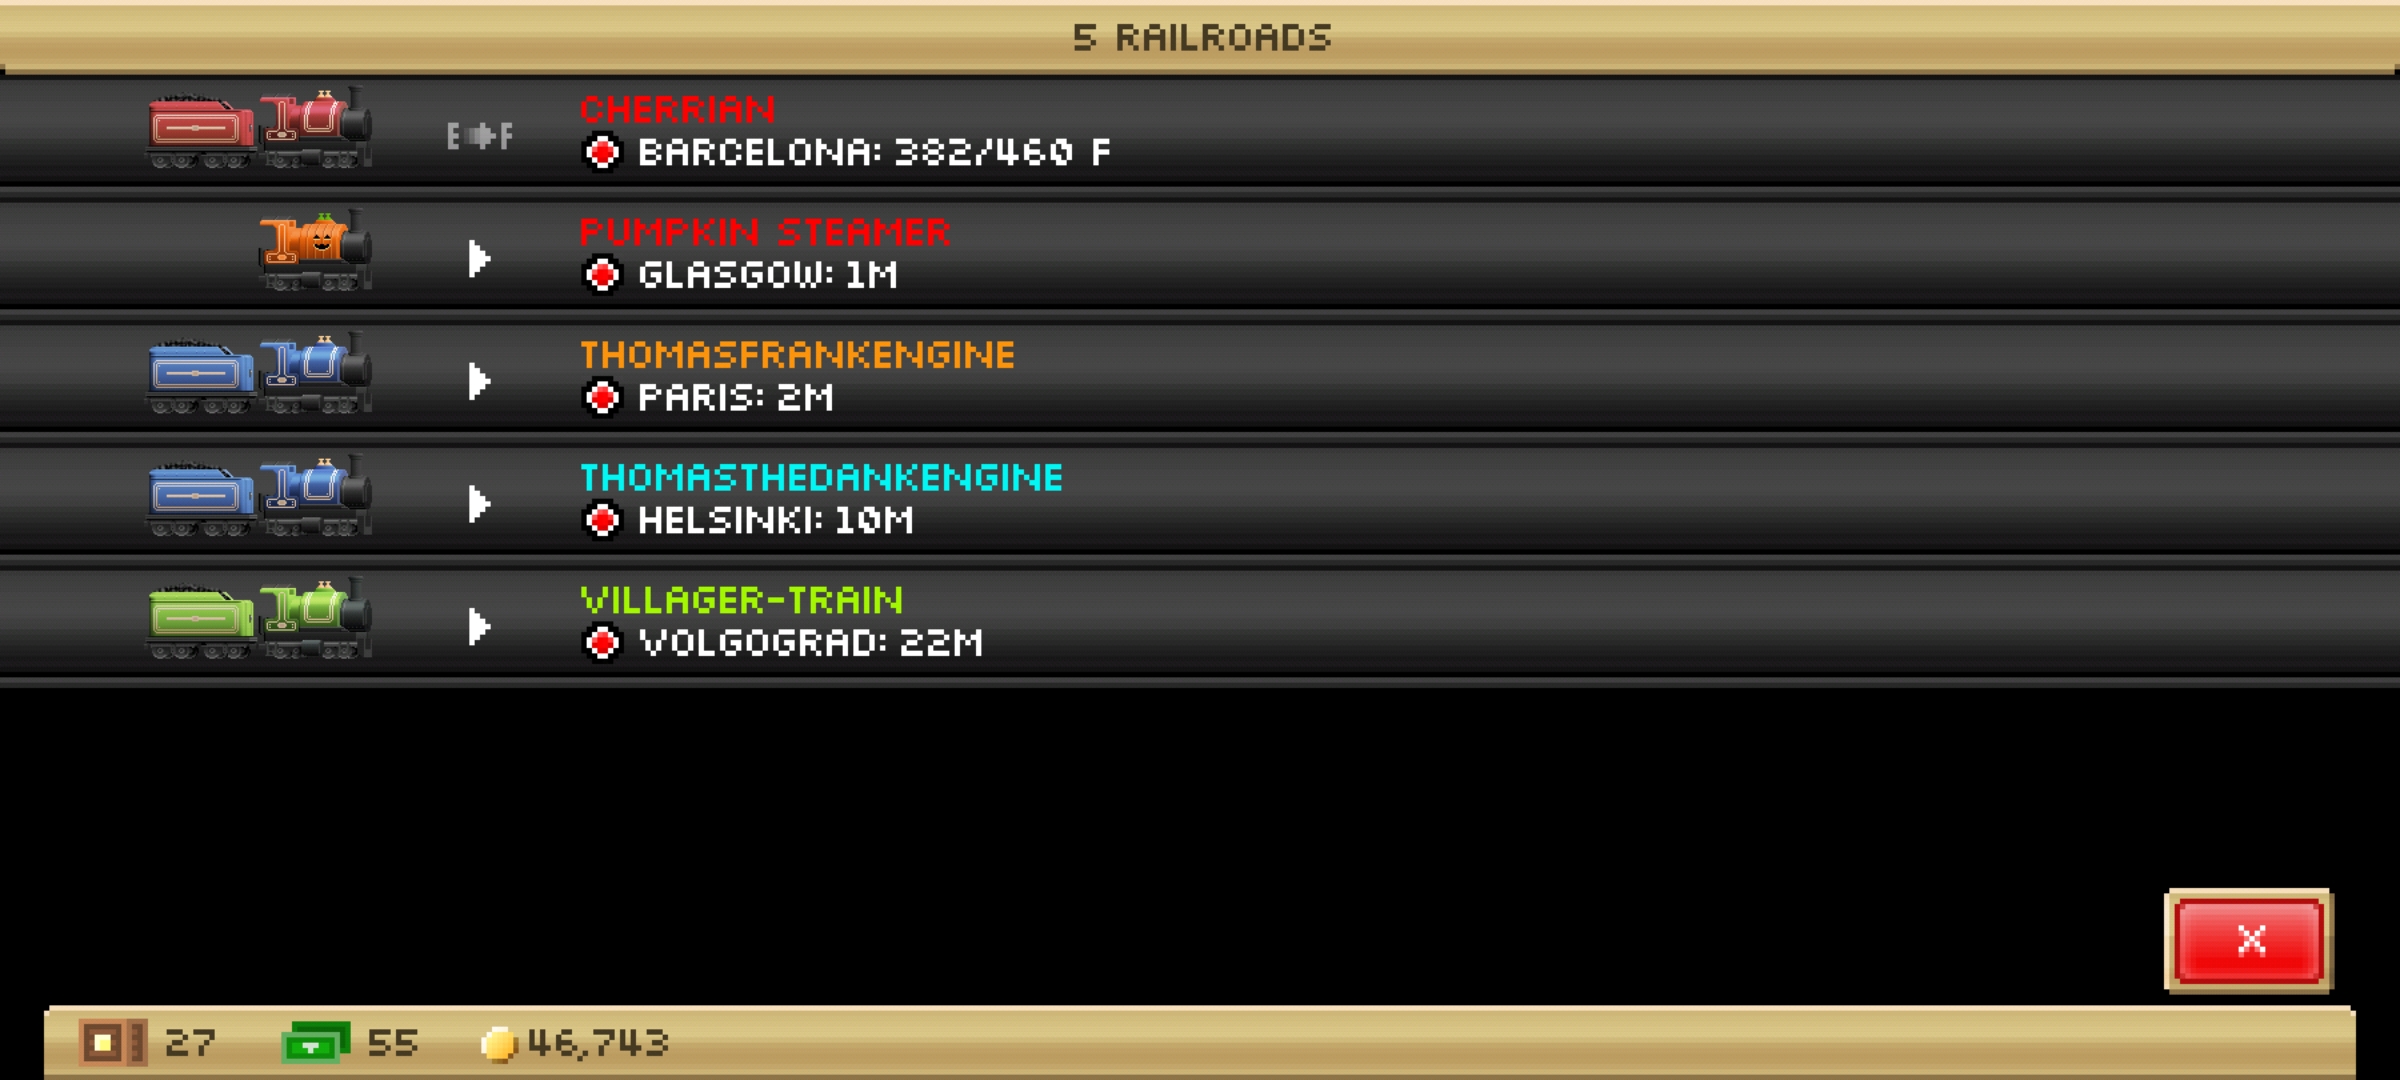 5 RAILROADS
CHERRIAN
E F
BARCELONA: 382/460 F
PUMPKIN STEAMER
GLASGOW: 1M
THOMASFRANKENGINE
PARIS: 2M
THOMASTHEDANKENGINE
HELSINKI: 10M
VILLAGER-TRAIN
VOLGOGRAD: 22M
X
27 55 46,743